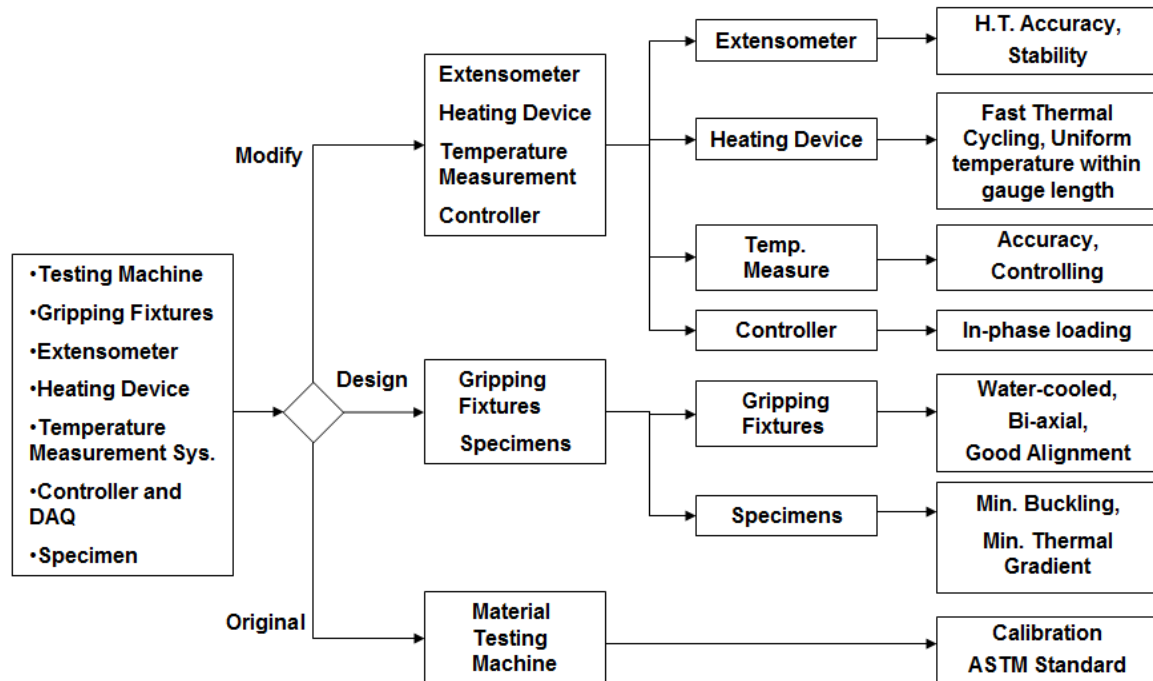 •Testing Machine
•Gripping Fixtures
•Extensometer
•Heating Device
•Temperature
Measurement Sys.
•Controller and
DAQ
•Specimen
Modify
Design
Original
Extensometer
Heating Device
Temperature
Measurement
Controller
Gripping
Fixtures
Specimens
Material
Testing
Machine
Extensometer
Heating Device
Temp.
Measure
Controller
Gripping
Fixtures
Specimens
H.T. Accuracy,
Stability
Fast Thermal
Cycling, Uniform
temperature within
gauge length
Accuracy,
Controlling
In-phase loading
Water-cooled,
Bi-axial,
Good Alignment
Min. Buckling,
Min. Thermal
Gradient
Calibration
ASTM Standard